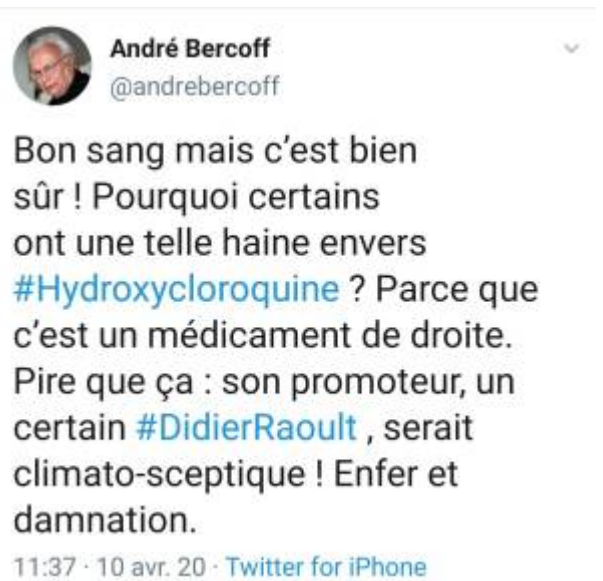 André Bercoff
@andrebercoff
Bon sang mais c’est bien
sûr ! Pourquoi certains
ont une telle haine envers
#Hydroxycloroquine ? Parce que
c’est un médicament de droite.
Pire que ça : son promoteur, un
certain #DidierRaoult , serait
climato-sceptique ! Enfer et
damnation.
11:37 · 10 avr. 20 · Twitter for iPhone